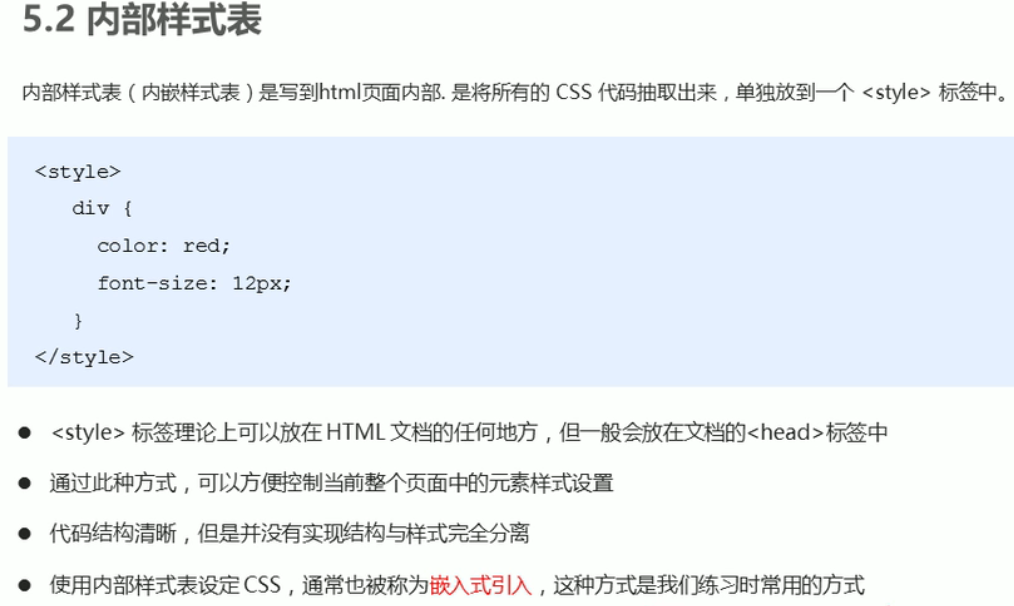 5.2 内部样式表
内部样式表（内嵌样式表）是写到html页面内部. 是将所有的 CSS 代码抽取出来，单独放到一个 <style> 标签中。
<style>
div {
color: red;
font-size: 12px;
}
</style>
● <style> 标签理论上可以放在 HTML 文档的任何地方，但一般会放在文档的<head>标签中
● 通过此种方式，可以方便控制当前整个页面中的元素样式设置
● 代码结构清晰，但是并没有实现结构与样式完全分离
● 使用内部样式表设定 CSS，通常也被称为嵌入式引入，这种方式是我们练习时常用的方式